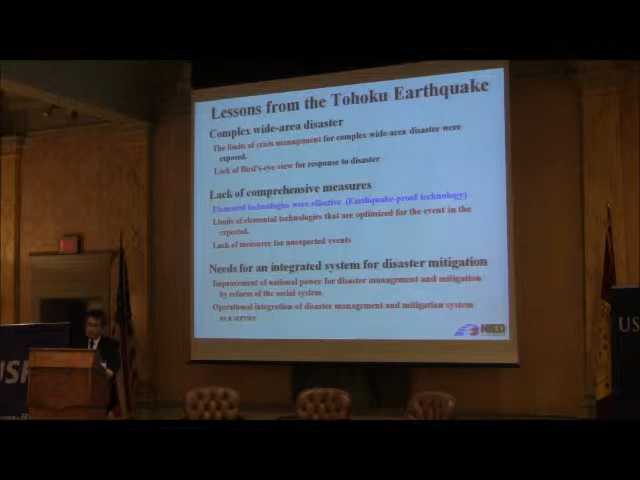 Lessons from the Tohoku Earthquake
Complex wide-area disaster
The limits of crisis management for complex wide-area disaster were
exposed.
Lack of Bird's-eye view for response to disaster
Lack of comprehensive measures
Elemental technologies were effective. (Earthquake-proof technology)
Limits of elemental technologies that are optimized for the event in the
expected.
Lack of measures for unexpected events
Needs for an integrated system for disaster mitigation
Improvement of national power for disaster management and mitigation
by reform of the social system
Operational integration of disaster management and mitigation system
as a service
NIED
US